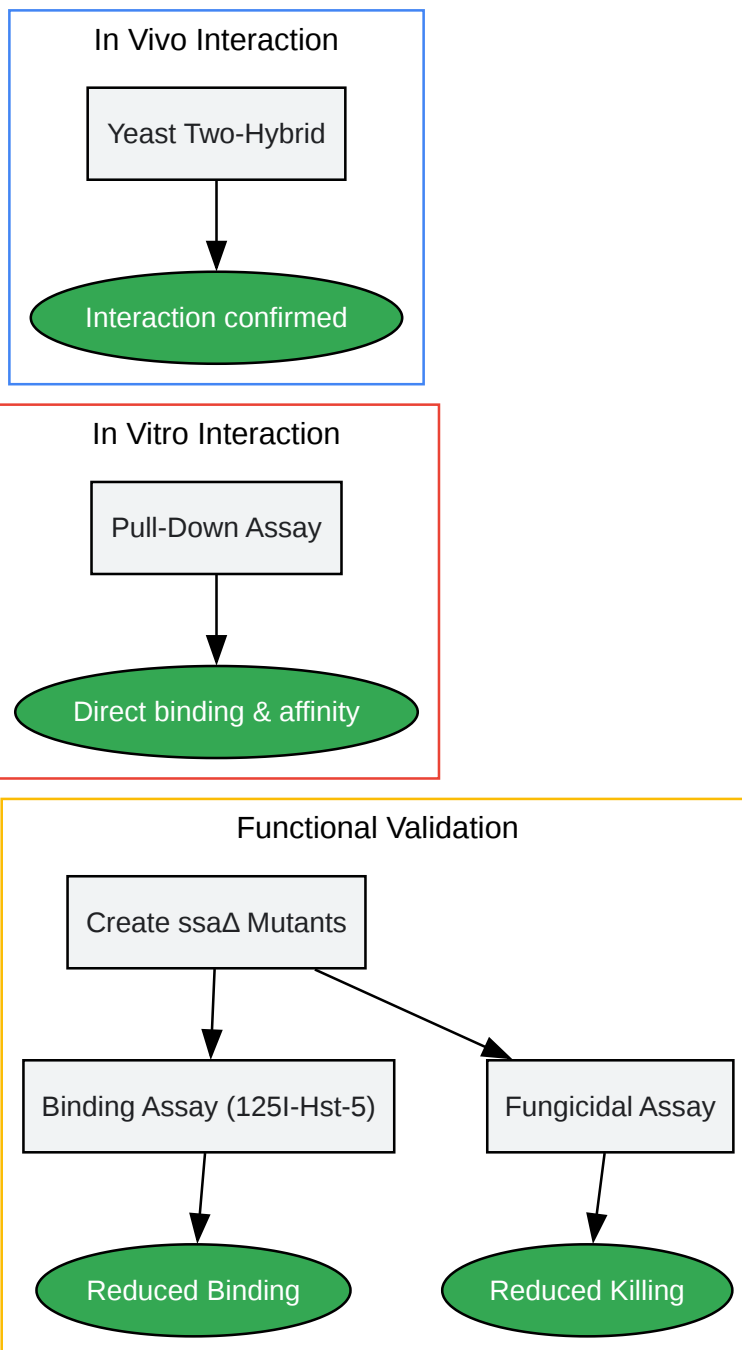 In Vivo Interaction
Yeast Two-Hybrid
Interaction confirmed
In Vitro Interaction
Pull-Down Assay
Direct binding & affinity
Functional Validation
Create ssaΔ Mutants
Binding Assay (125I-Hst-5)
Fungicidal Assay
Reduced Binding
Reduced Killing